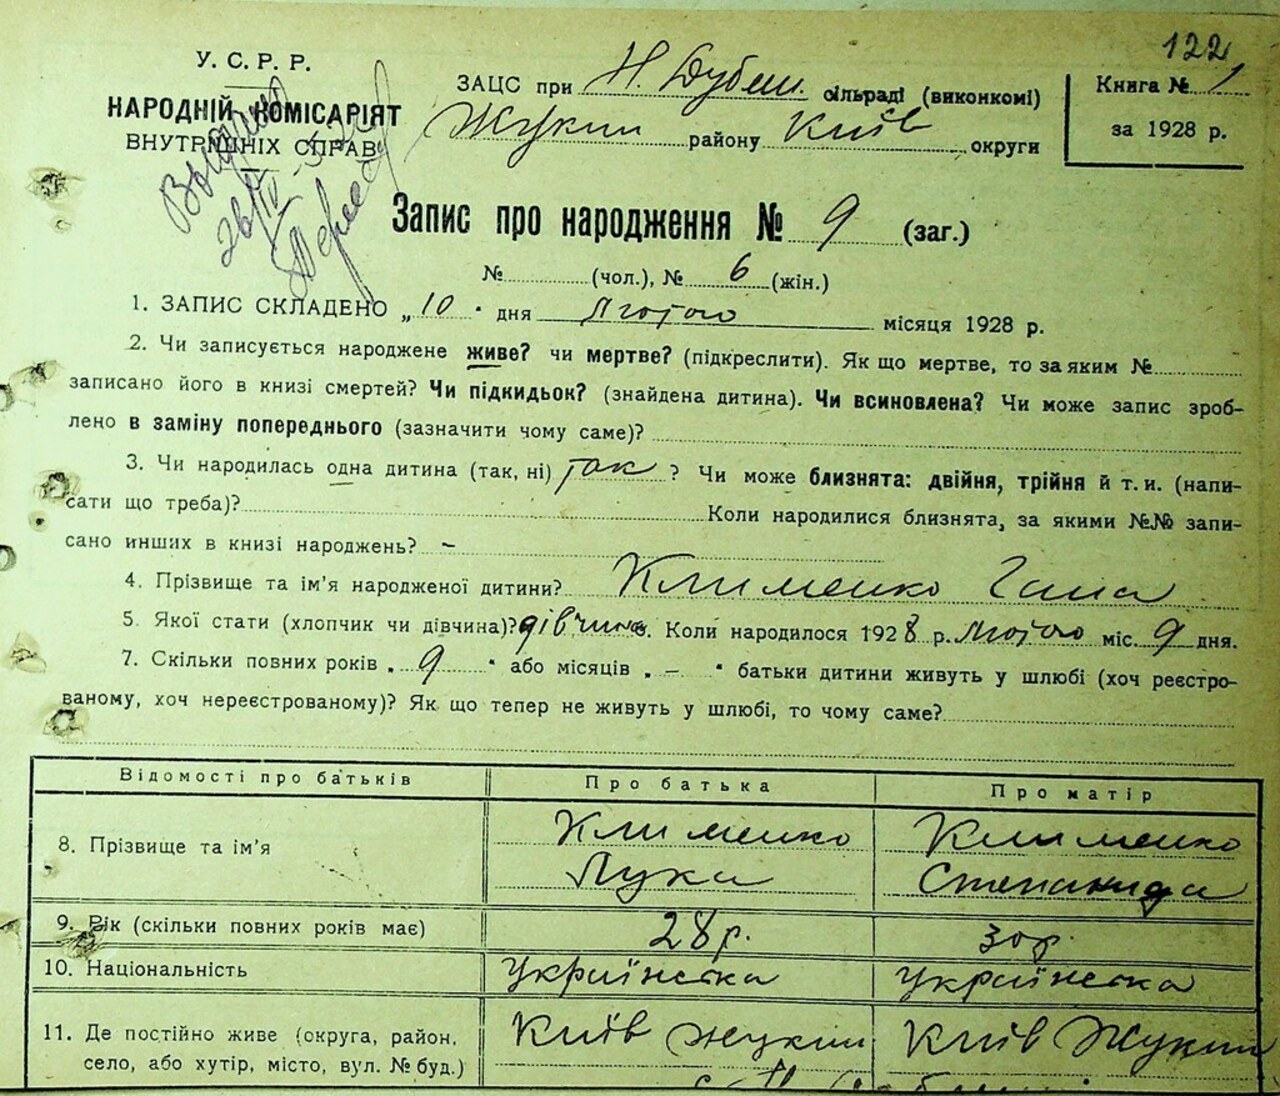 122
У. С. Р. Р.
НАРОДНІЙ КОМІСАРІЯТ
ВНУТРІШНІХ СПРАВ
ЗАЦС при Н. Дубеш. сільраді (виконкомі)
Жукин району Київ округи
Книга № 1
за 1928 р.
Запис про народження № 9 (заг.)
№ (чол.), № 6 (жін.)
1. ЗАПИС СКЛАДЕНО „10" дня Лютого місяця 1928 р.
2. Чи записується народжене живе? чи мертве? (підкреслити). Як що мертве, то за яким №
записано його в книзі смертей? Чи підкидьок? (знайдена дитина). Чи всиновлена? Чи може запис зроб-
лено в заміну попереднього (зазначити чому саме)?
3. Чи народилась одна дитина (так, ні) так ? Чи може близнята: двійня, трійня й т. и. (напи-
сати що треба)? Коли народилися близнята, за якими №№ запи-
сано инших в книзі народжень? –
4. Прізвище та ім'я народженої дитини? Клименко Гана
5. Якої стати (хлопчик чи дівчина)? дівчина 6. Коли народилося 1928 р. Лютого міс. 9 дня.
7. Скільки повних років „ 9 " або місяців „ – " батьки дитини живуть у шлюбі (хоч реєстро-
ваному, хоч нереєстрованому)? Як що тепер не живуть у шлюбі, то чому саме?
Відомості про батьків Про батька Про матір
8. Прізвище та ім'я Клименко Лука Клименко Степанида
9. Вік (скільки повних років має) 28 р. 30 р.
10. Національність Українська Українська
11. Де постійно живе (округа, район, Київ Жукин Київ Жукин
село, або хутір, місто, вул. № буд.)